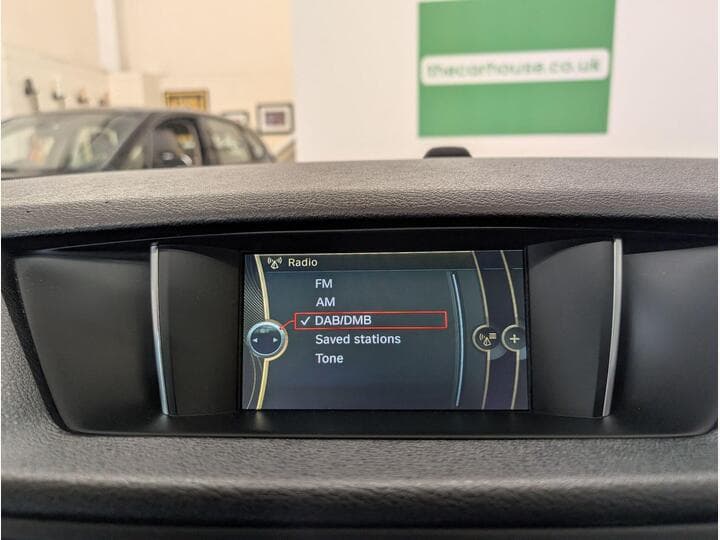 thecarhouse.co.uk
Radio
FM
AM
✓ DAB/DMB
Saved stations
Tone